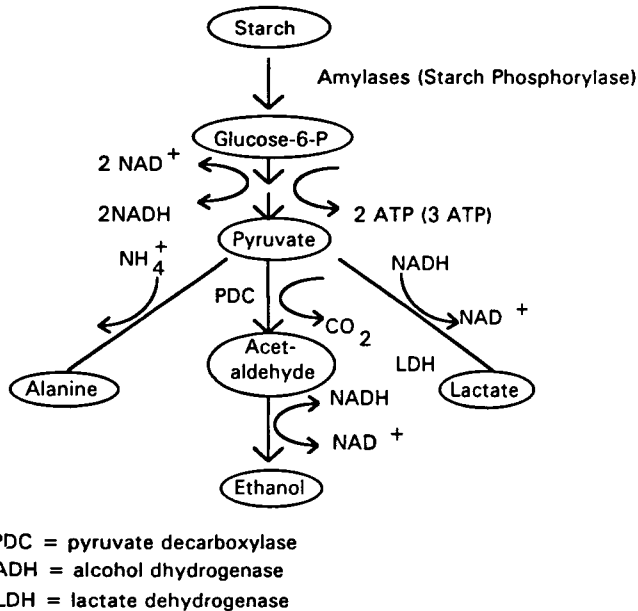 Starch
Amylases (Starch Phosphorylase)
Glucose-6-P
2 NAD +
2NADH
2 ATP (3 ATP)
Pyruvate
NH4+
NADH
PDC
CO2
NAD +
Acet-
aldehyde
LDH
Alanine
Lactate
NADH
NAD +
Ethanol
PDC = pyruvate decarboxylase
ADH = alcohol dhydrogenase
LDH = lactate dehydrogenase